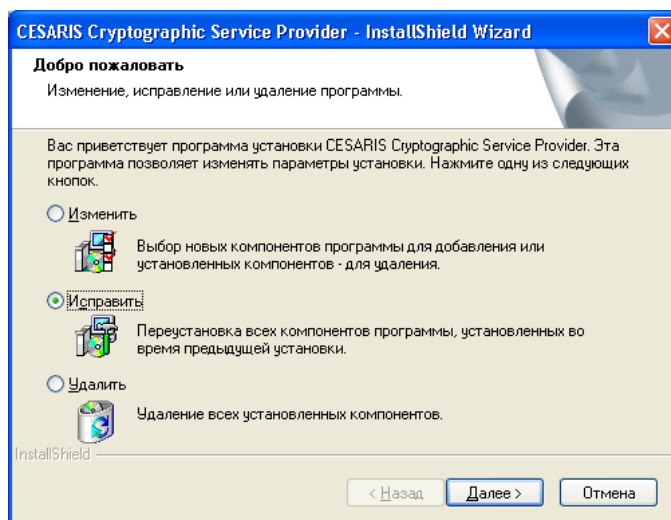 CESARIS Cryptographic Service Provider - InstallShield Wizard
Добро пожаловать
Изменение, исправление или удаление программы.
Вас приветствует программа установки CESARIS Cryptographic Service Provider. Эта
программа позволяет изменять параметры установки. Нажмите одну из следующих
кнопок.
Изменить
Выбор новых компонентов программы для добавления или
установленных компонентов - для удаления.
Исправить
Переустановка всех компонентов программы, установленных во
время предыдущей установки.
Удалить
Удаление всех установленных компонентов.
InstallShield
< Назад Далее > Отмена